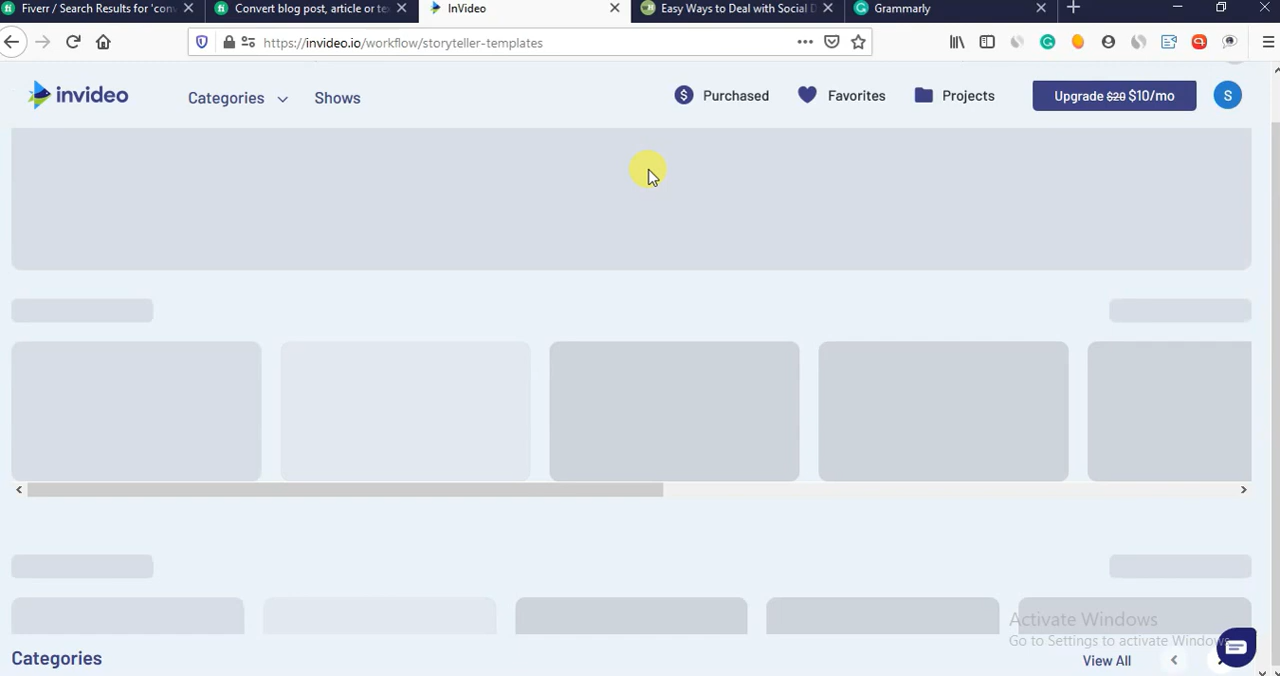 Fiverr / Search Results for 'conv
Convert blog post, article or te
InVideo
Easy Ways to Deal with Social D
Grammarly
https://invideo.io/workflow/storyteller-templates
invideo
Categories
Shows
Purchased
Favorites
Projects
Upgrade $20 $10/mo
S
Activate Windows
Go to Settings to activate Windows.
Categories
View All